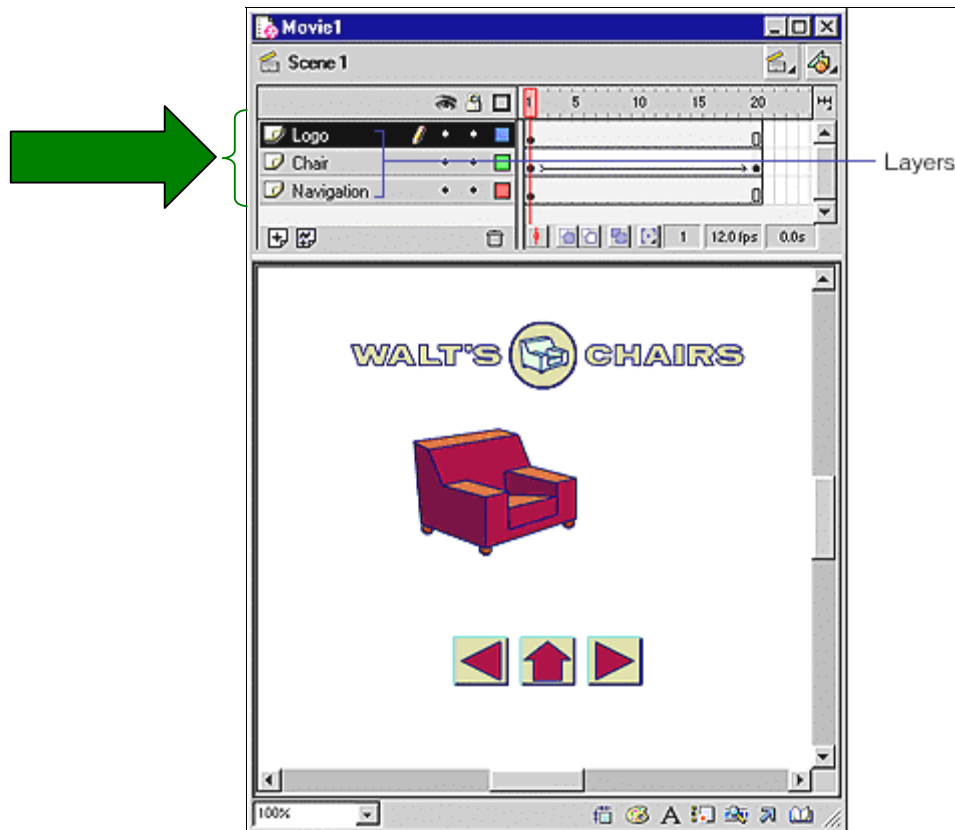 Movie1
Scene 1
1 5 10 15 20
Logo
Chair
Layers
Navigation
1 12.0 fps 0.0s
WALT'S CHAIRS
100%
A